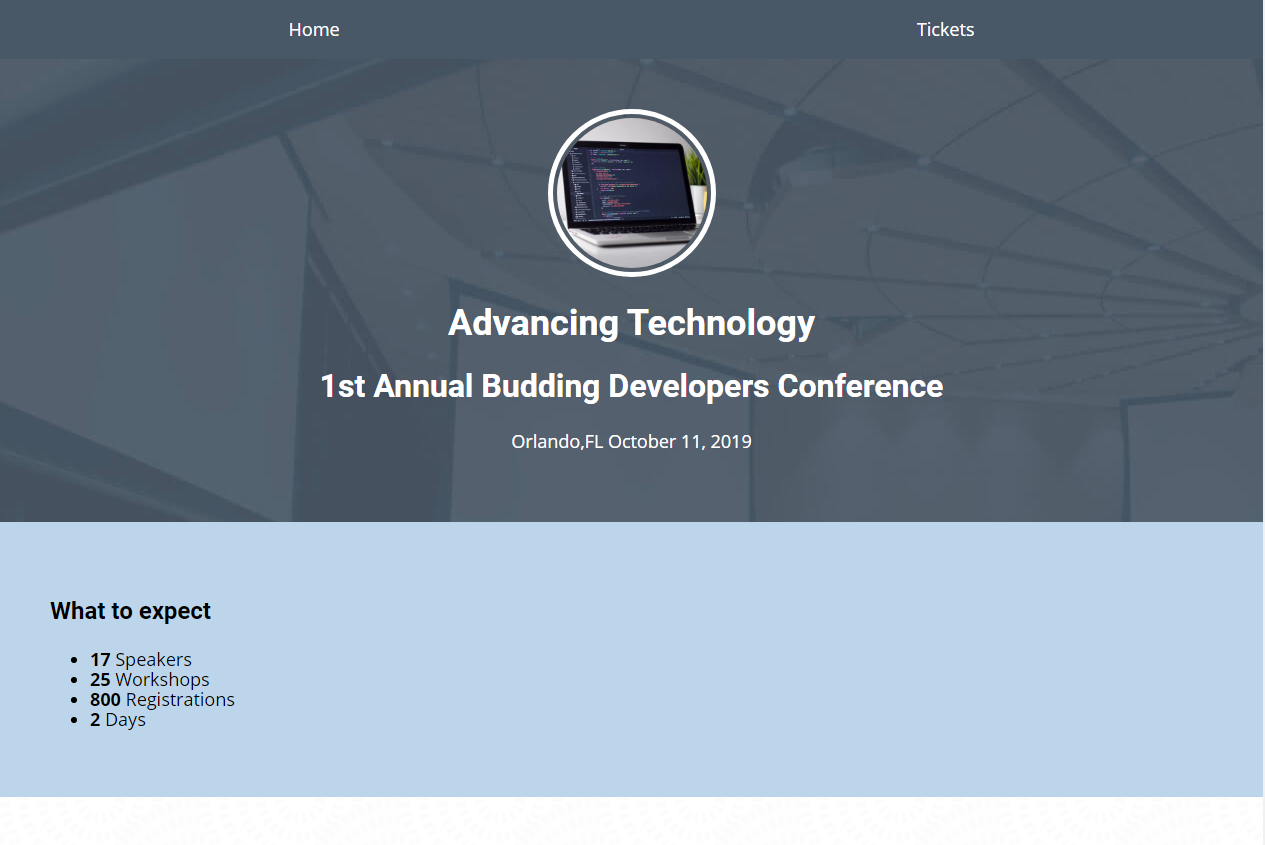 Home Tickets
Advancing Technology
1st Annual Budding Developers Conference
Orlando,FL October 11, 2019
What to expect
17 Speakers
25 Workshops
800 Registrations
2 Days